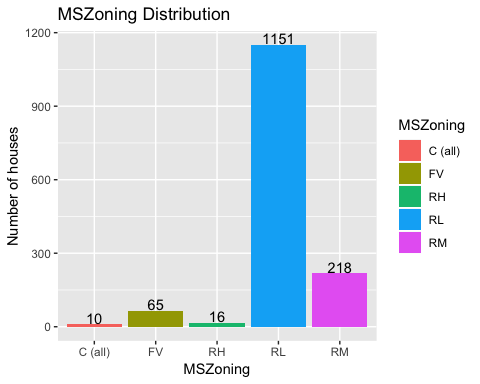 MSZoning Distribution
1200
900
600
300
0
Number of houses
10
65
16
1151
218
C (all)
FV
RH
RL
RM
MSZoning
MSZoning
C (all)
FV
RH
RL
RM